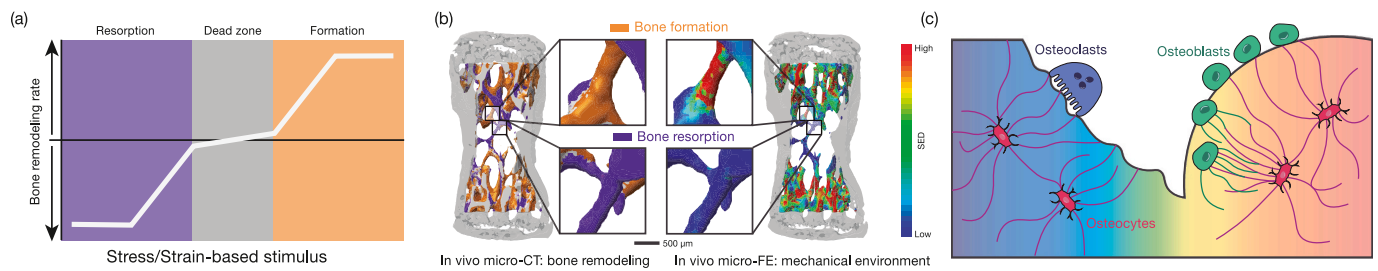 (a)
Resorption
Dead zone
Formation
Bone remodeling rate
Stress/Strain-based stimulus
(b)
Bone formation
Bone resorption
500 μm
In vivo micro-CT: bone remodeling
In vivo micro-FE: mechanical environment
High
SED
Low
(c)
Osteoclasts
Osteoblasts
Osteocytes